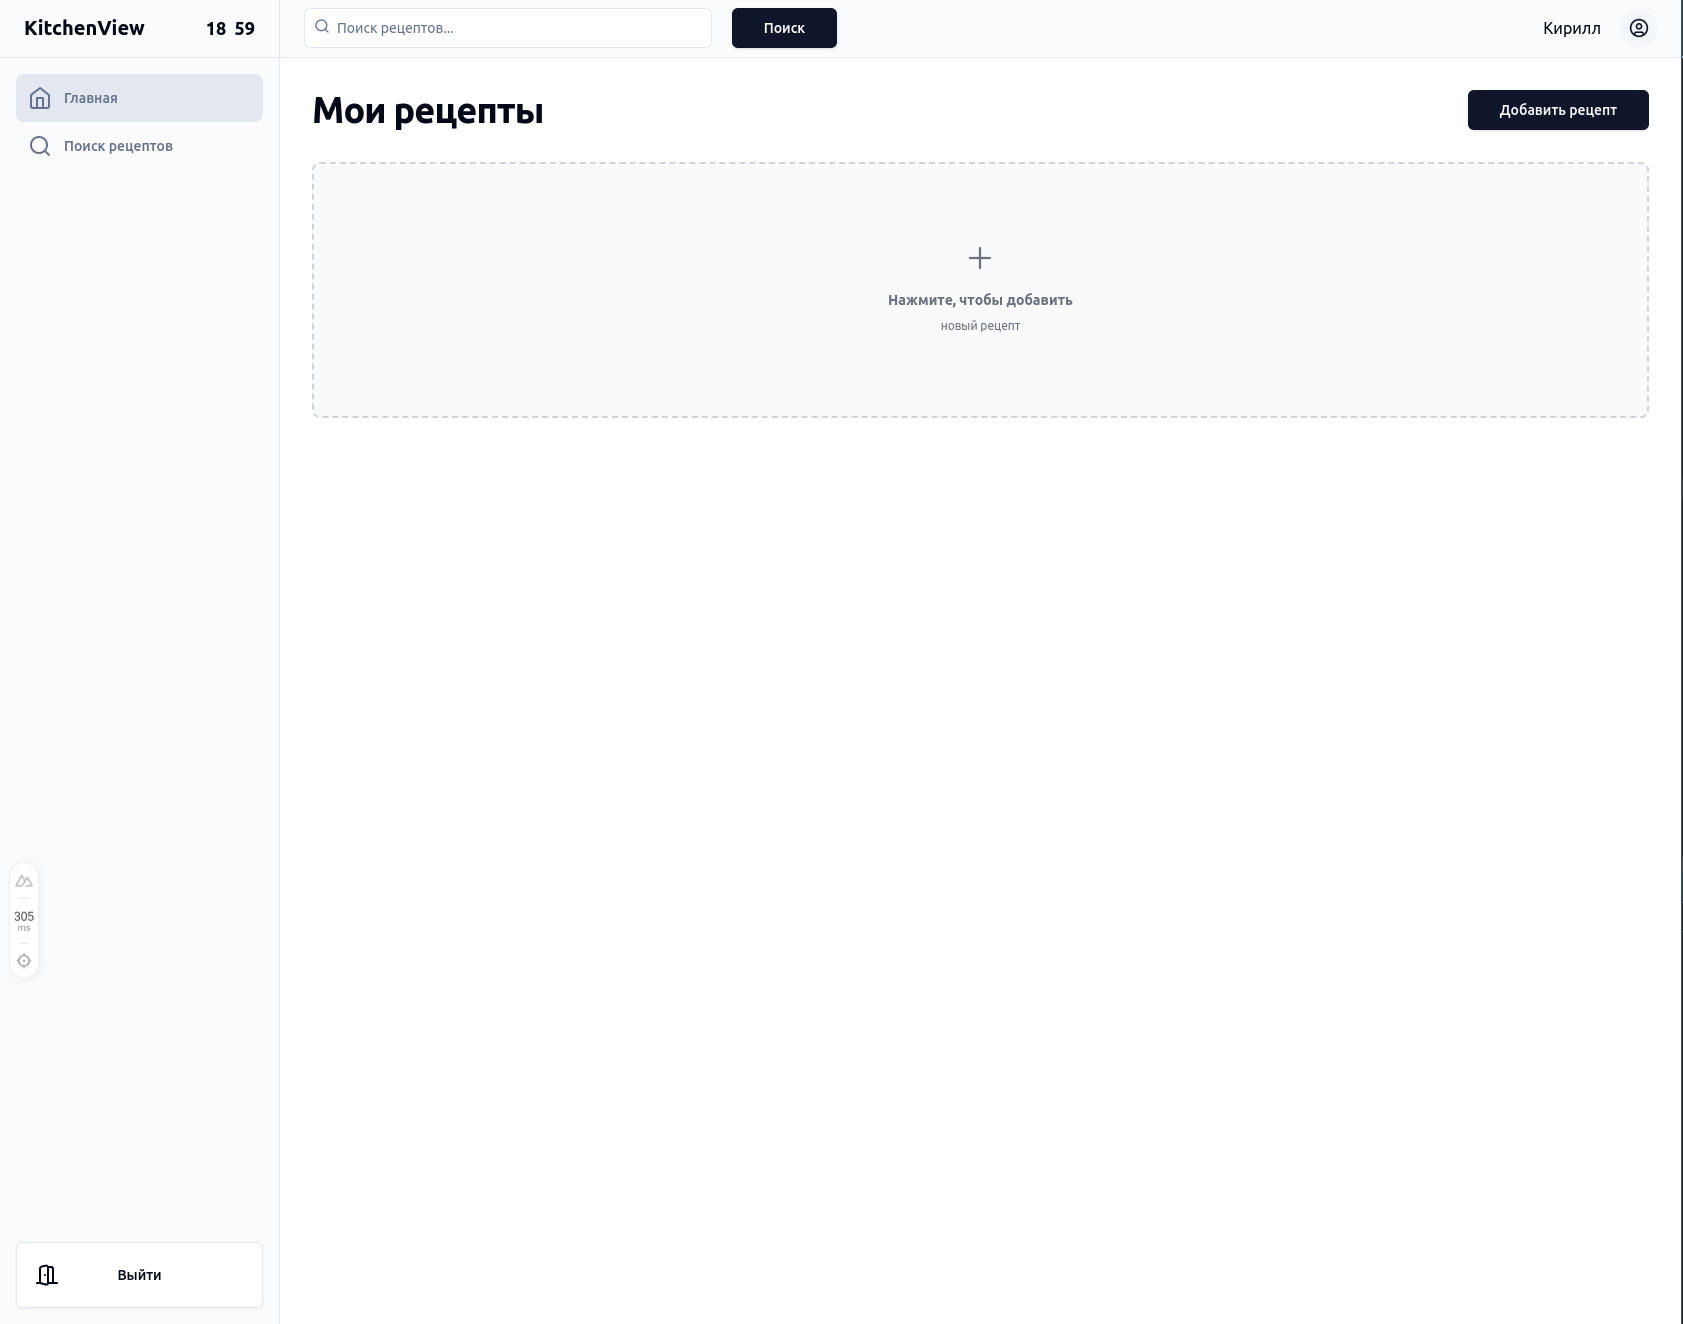 KitchenView
18 59
Поиск рецептов...
Поиск
Кирилл
Главная
Поиск рецептов
Мои рецепты
Добавить рецепт
Нажмите, чтобы добавить
новый рецепт
305
ms
Выйти